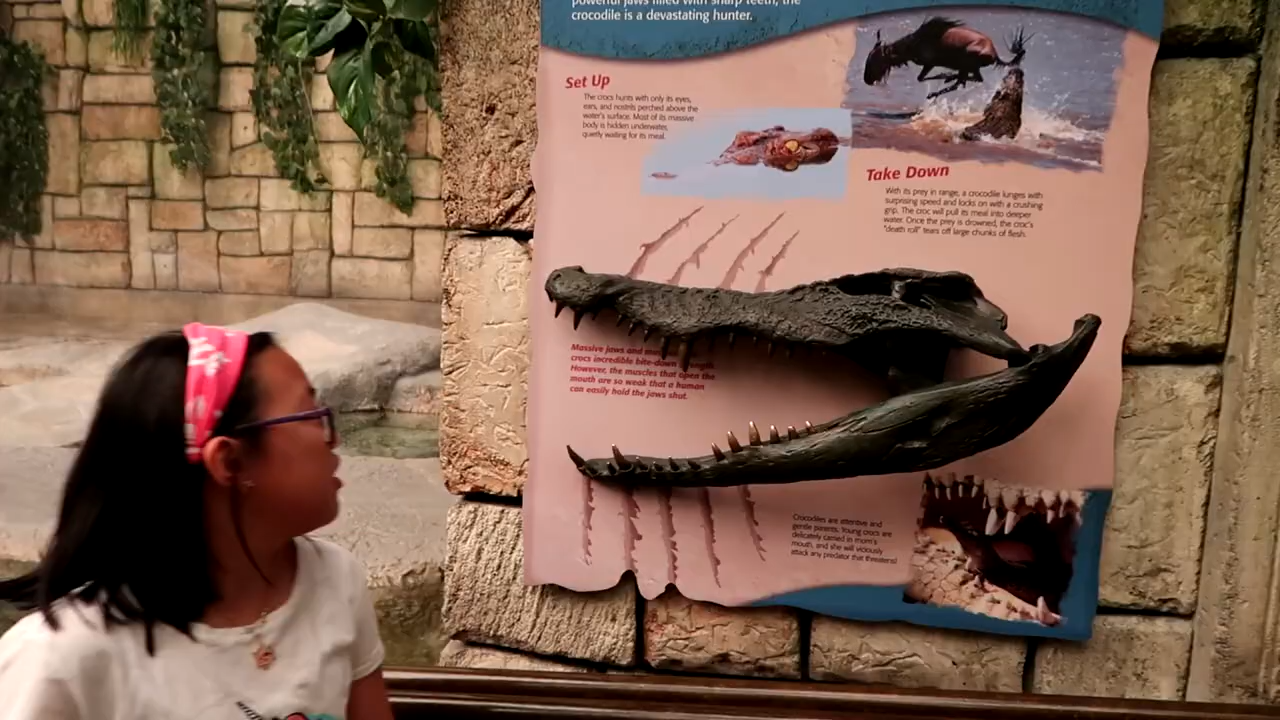 powerful jaws filled with sharp teeth, the
crocodile is a devastating hunter.
Set Up
The crocs hunts with only its eyes,
ears, and nostrils perched above the
water's surface. Most of its massive
body is hidden underwater,
quietly waiting for its meal.
Take Down
With its prey in range, a crocodile lunges with
surprising speed and locks on with a crushing
grip. The croc will pull its meal into deeper
water. Once the prey is drowned, the croc's
"death roll" tears off large chunks of flesh.
Massive jaws and
crocs incredible bite-down
However, the muscles that open the
mouth are so weak that a human
can easily hold the jaws shut.
Crocodiles are attentive and
gentle parents. Young crocs are
delicately carried in mom's
mouth, and she will viciously
attack any predator that threatens!